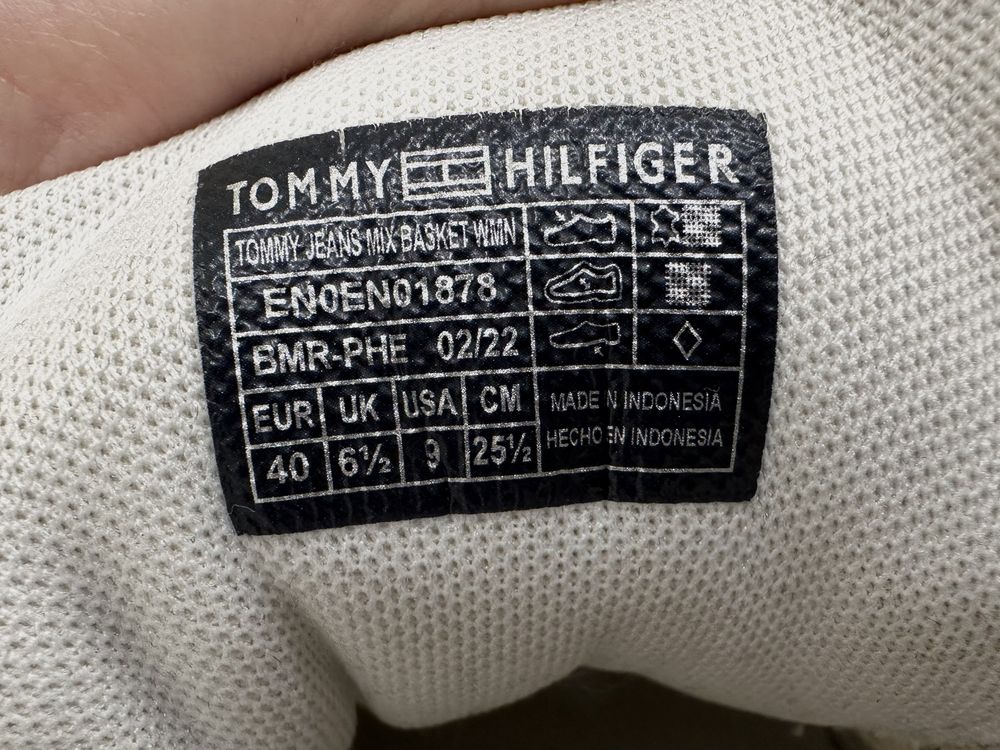 TOMMY HILFIGER
TOMMY JEANS MIX BASKET WMN
EN0EN01878
BMR-PHE 02/22
EUR UK USA CM
40 6½ 9 25½
MADE IN INDONESIA
HECHO EN INDONESIA